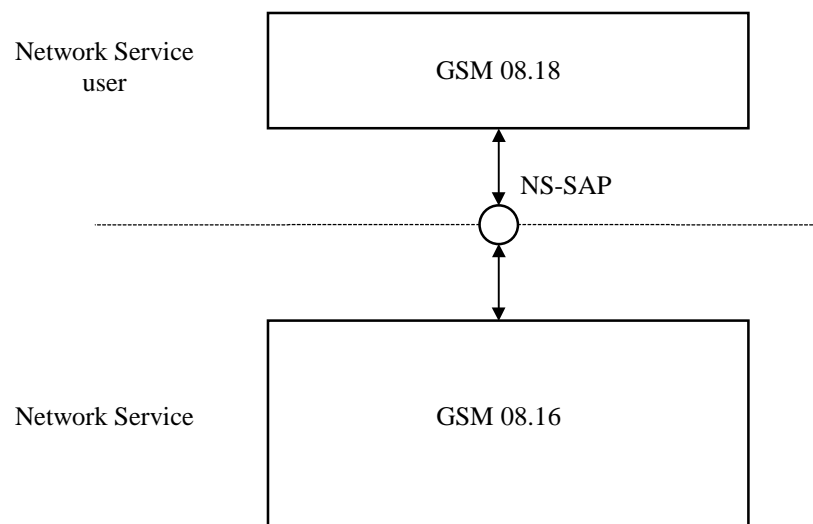 Network Service
user
GSM 08.18
NS-SAP
Network Service
GSM 08.16